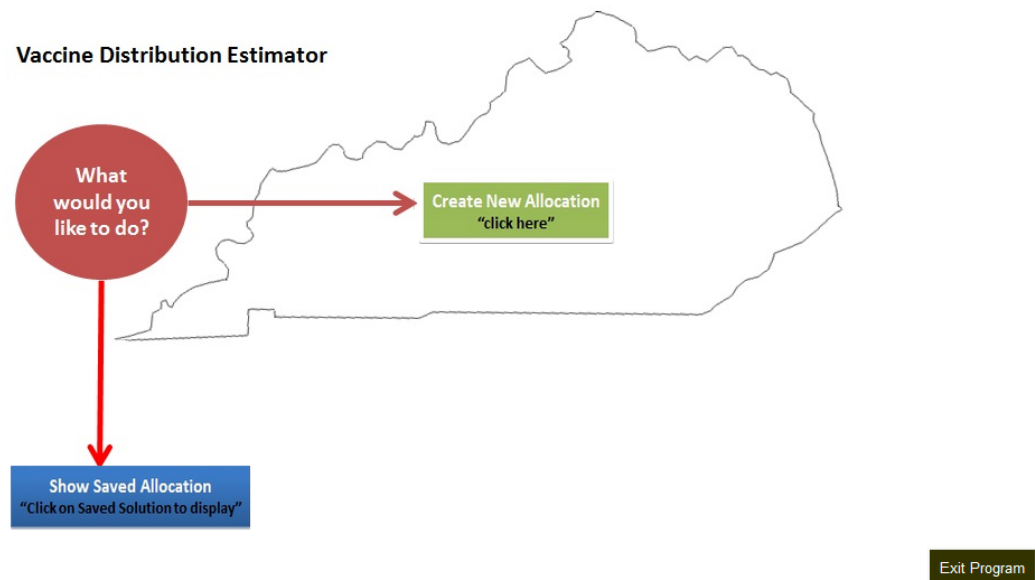 Vaccine Distribution Estimator
What
would you
like to do?
Create New Allocation
“click here”
Show Saved Allocation
“Click on Saved Solution to display”
Exit Program